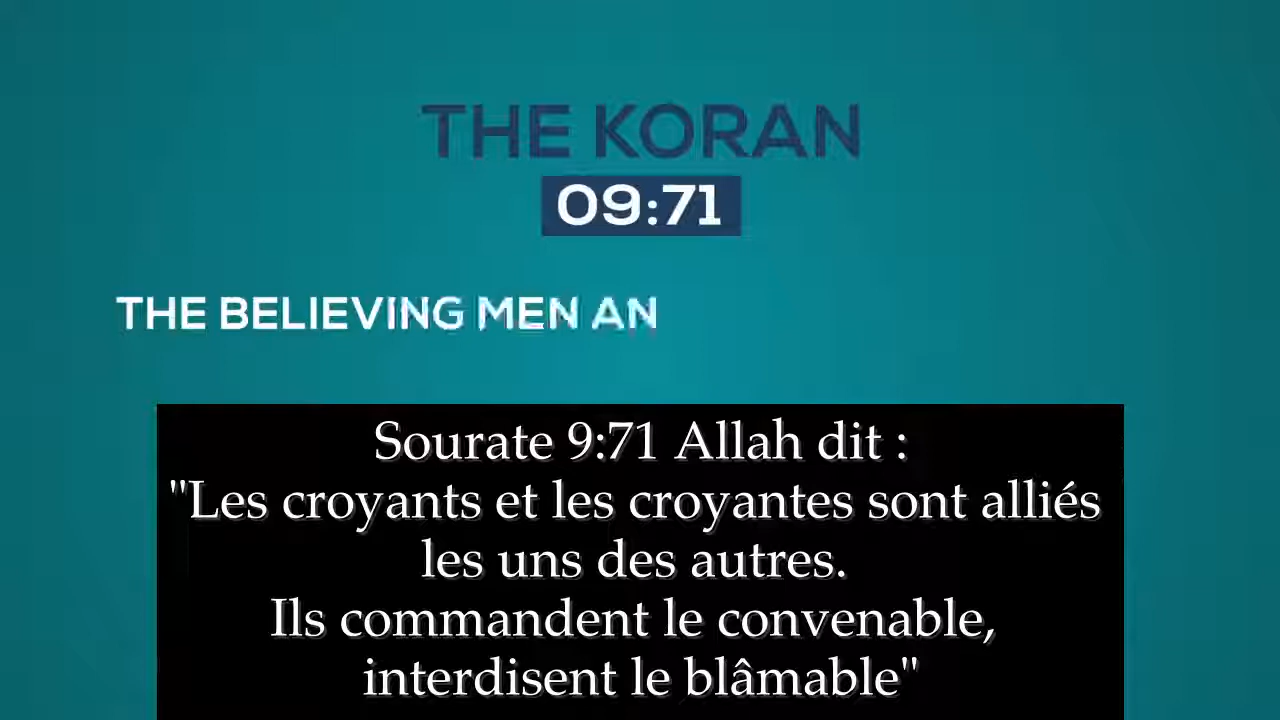 THE KORAN
09:71
THE BELIEVING MEN AN
Sourate 9:71 Allah dit :
"Les croyants et les croyantes sont alliés
les uns des autres.
Ils commandent le convenable,
interdisent le blâmable"